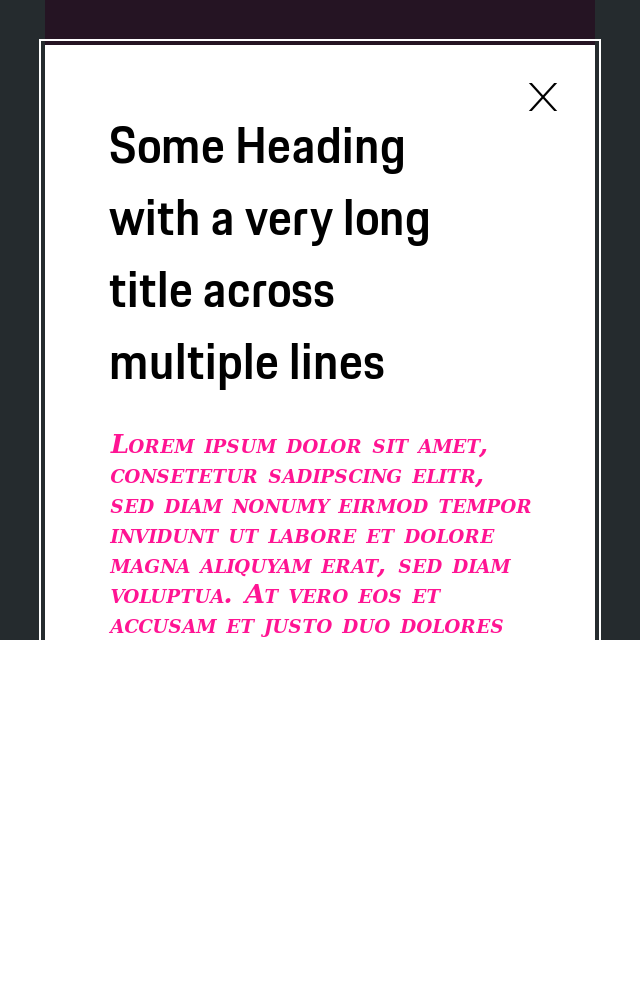 Some Heading
with a very long
title across
multiple lines
Lorem ipsum dolor sit amet,
consetetur sadipscing elitr,
sed diam nonumy eirmod tempor
invidunt ut labore et dolore
magna aliquyam erat, sed diam
voluptua. At vero eos et
accusam et justo duo dolores